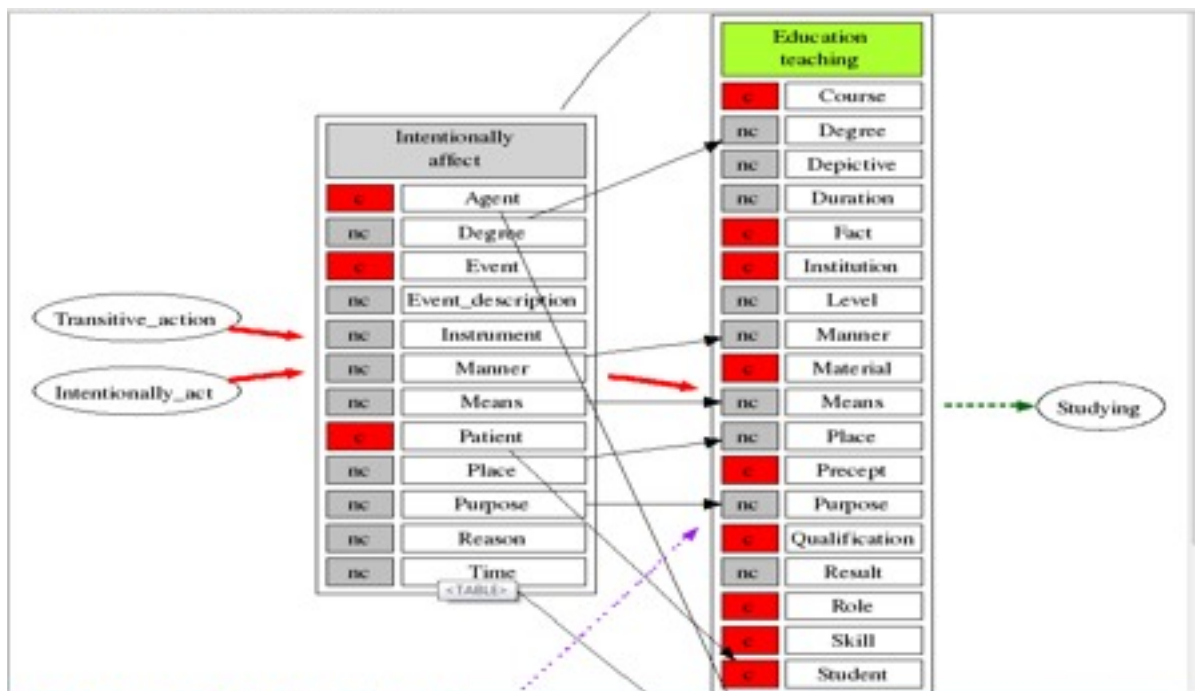 Transitive_action
Intentionally_act
Intentionally
affect
c Agent
nc Degree
c Event
nc Event_description
nc Instrument
nc Manner
nc Means
c Patient
nc Place
nc Purpose
nc Reason
nc Time
<TABLE>
Education
teaching
c Course
nc Degree
nc Depictive
nc Duration
c Fact
c Institution
nc Level
nc Manner
c Material
nc Means
nc Place
c Precept
nc Purpose
c Qualification
nc Result
c Role
c Skill
c Student
Studying